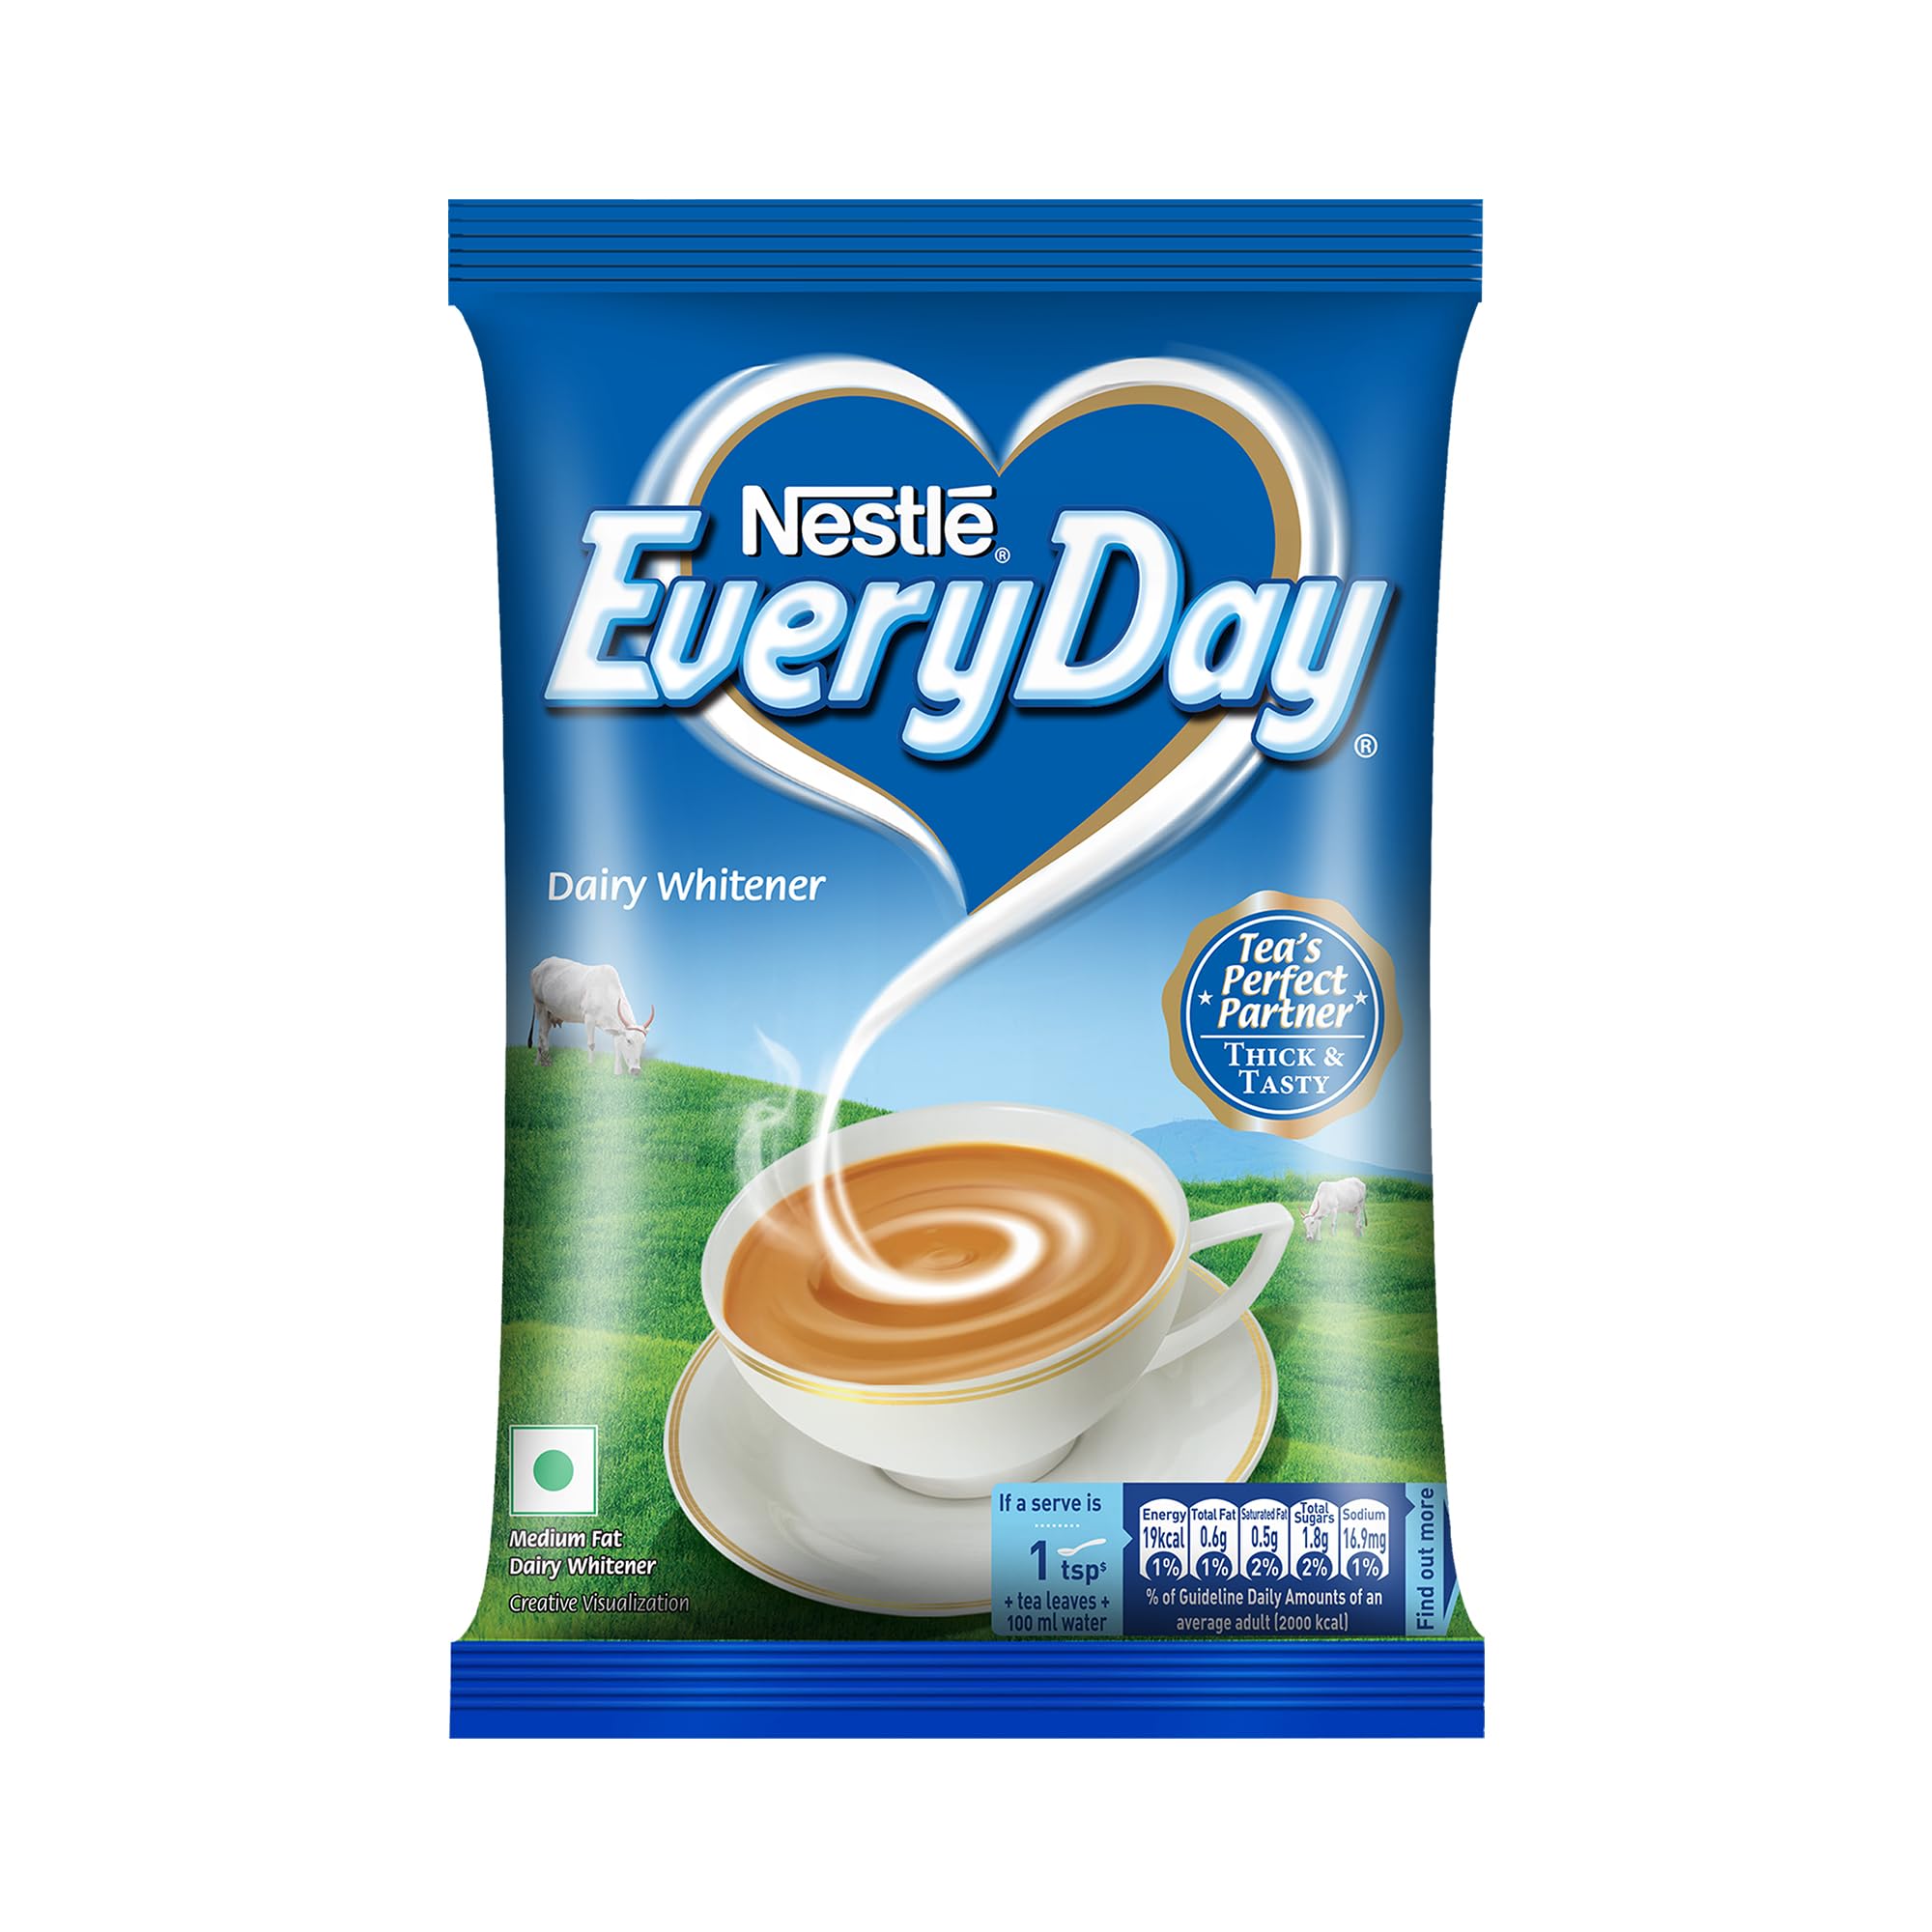 Nestlé®
EveryDay®
Dairy Whitener
Tea's
Perfect
Partner
THICK &
TASTY
Medium Fat
Dairy Whitener
Creative Visualization
If a serve is
1 tsp$
+ tea leaves +
100 ml water
Energy Total Fat Saturated Fat Total Sugars Sodium
19kcal 0.6g 0.5g 1.8g 16.9mg
1% 1% 2% 2% 1%
% of Guideline Daily Amounts of an
average adult (2000 kcal)
Find out more